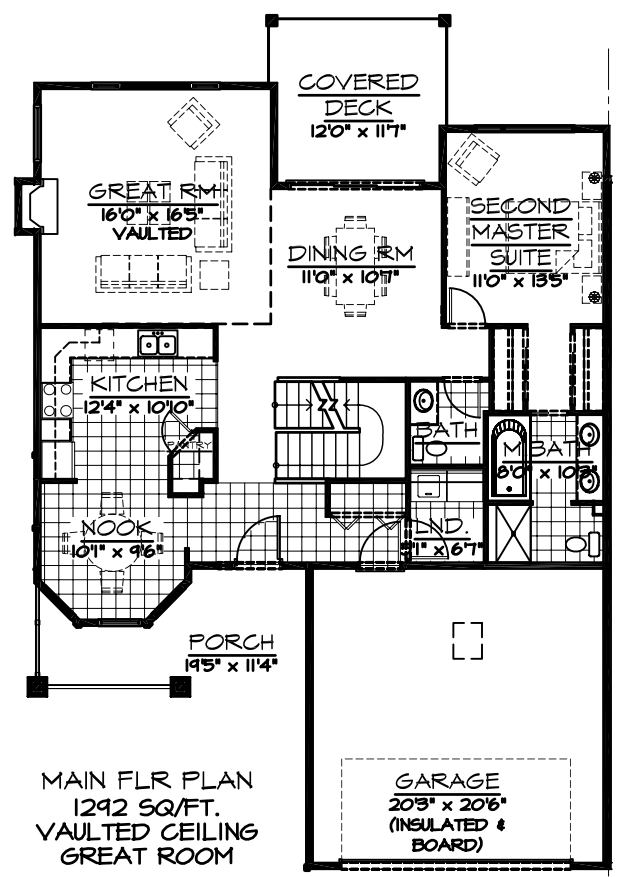 COVERED
DECK
12'0" x 11'7"
GREAT RM
16'0" x 16'5"
VAULTED
DINING RM
11'0" x 10'7"
SECOND
MASTER
SUITE
11'0" x 13'5"
KITCHEN
12'4" x 10'10"
PANTRY
BATH
M.BATH
8'0" x 10'3"
NOOK
10'1" x 9'6"
LND.
'1" x 6'7"
PORCH
19'5" x 11'4"
MAIN FLR PLAN
1292 SQ/FT.
VAULTED CEILING
GREAT ROOM
GARAGE
20'3" x 20'6"
(INSULATED &
BOARD)